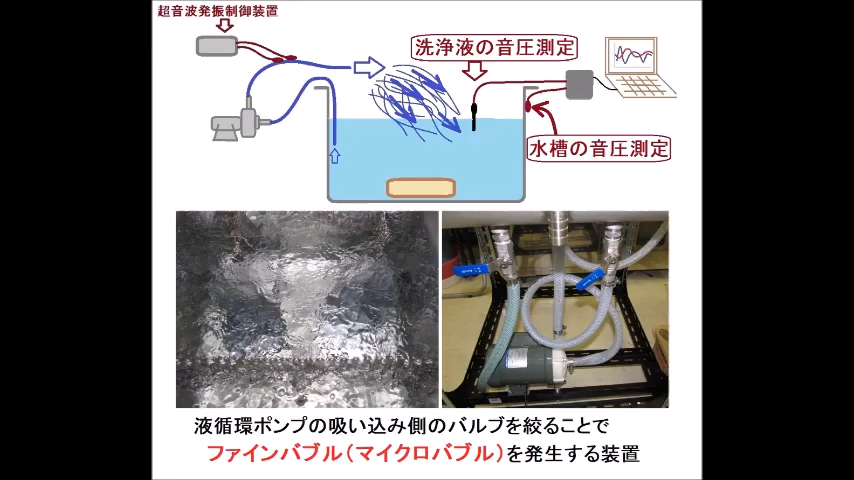 超音波発振制御装置
洗浄液の音圧測定
水槽の音圧測定
液循環ポンプの吸い込み側のバルブを絞ることで
ファインバブル(マイクロバブル)を発生する装置